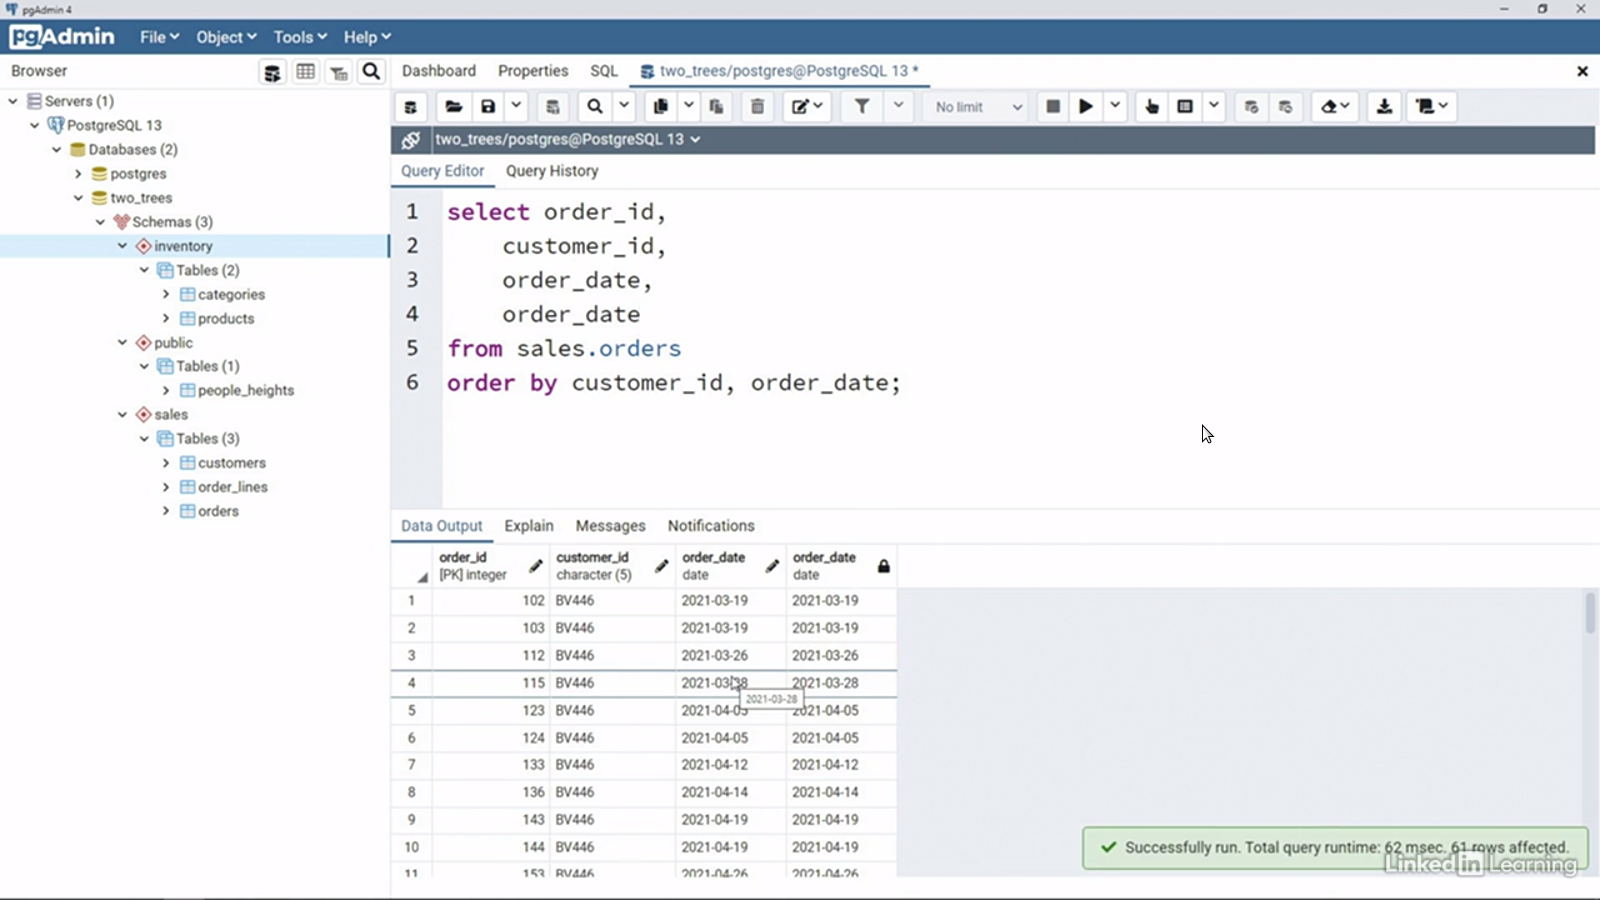 pgAdmin 4
pgAdmin File Object Tools Help
Browser
Dashboard Properties SQL two_trees/postgres@PostgreSQL 13 *
No limit
two_trees/postgres@PostgreSQL 13
Query Editor Query History
Servers (1)
PostgreSQL 13
Databases (2)
postgres
two_trees
Schemas (3)
inventory
Tables (2)
categories
products
public
Tables (1)
people_heights
sales
Tables (3)
customers
order_lines
orders
1 select order_id,
2 customer_id,
3 order_date,
4 order_date
5 from sales.orders
6 order by customer_id, order_date;
Data Output Explain Messages Notifications
order_id customer_id order_date order_date
[PK] integer character (5) date date
1 102 BV446 2021-03-19 2021-03-19
2 103 BV446 2021-03-19 2021-03-19
3 112 BV446 2021-03-26 2021-03-26
4 115 BV446 2021-03-28 2021-03-28
2021-03-28
5 123 BV446 2021-04-05 2021-04-05
6 124 BV446 2021-04-05 2021-04-05
7 133 BV446 2021-04-12 2021-04-12
8 136 BV446 2021-04-14 2021-04-14
9 143 BV446 2021-04-19 2021-04-19
10 144 BV446 2021-04-19 2021-04-19
11 153 BV446 2021-04-26 2021-04-26
Successfully run. Total query runtime: 62 msec. 61 rows affected.
LinkedIn Learning